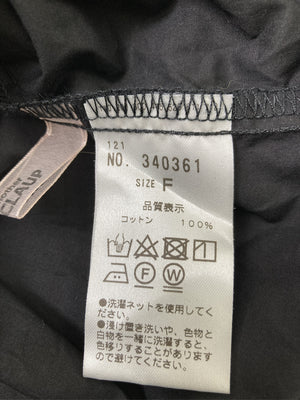 121
NO. 340361
SIZE F
品質表示
コットン 100%
●洗濯ネットを使用してください。
●浅け置き洗いや、色物と
白物を一緒に洗濯すると、
色移りすることがあります
ので避けてください。
CLAUP